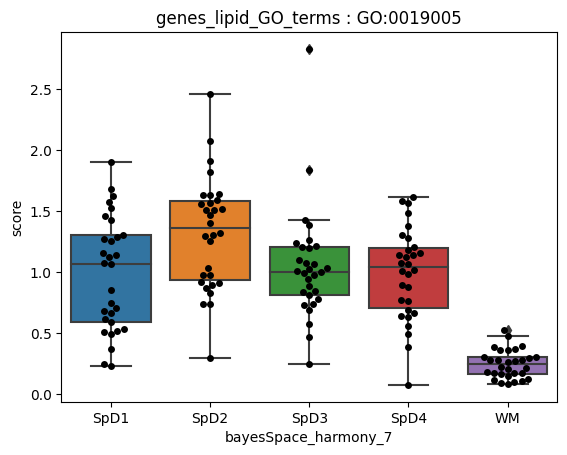 genes_lipid_GO_terms : GO:0019005
score
2.5
2.0
1.5
1.0
0.5
0.0
SpD1 SpD2 SpD3 SpD4 WM
bayesSpace_harmony_7